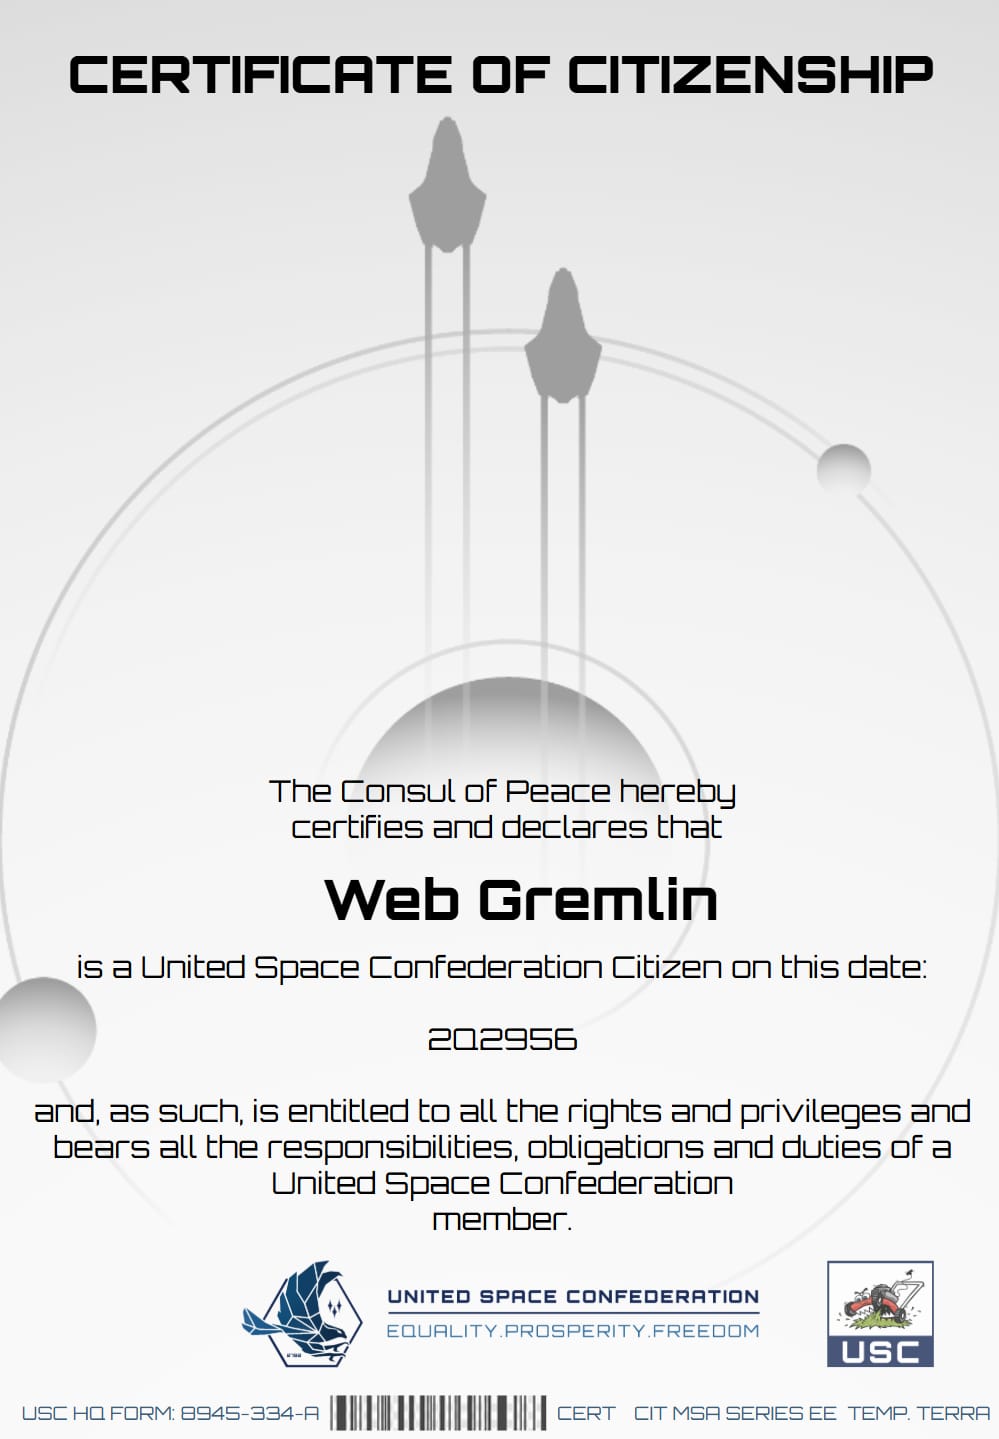 CERTIFICATE OF CITIZENSHIP
The Consul of Peace hereby
certifies and declares that
Web Gremlin
is a United Space Confederation Citizen on this date:
2Q2956
and, as such, is entitled to all the rights and privileges and
bears all the responsibilities, obligations and duties of a
United Space Confederation
member.
UNITED SPACE CONFEDERATION
EQUALITY.PROSPERITY.FREEDOM
USC
USC HQ FORM: 8945-334-A CERT CIT MSA SERIES EE TEMP. TERRA